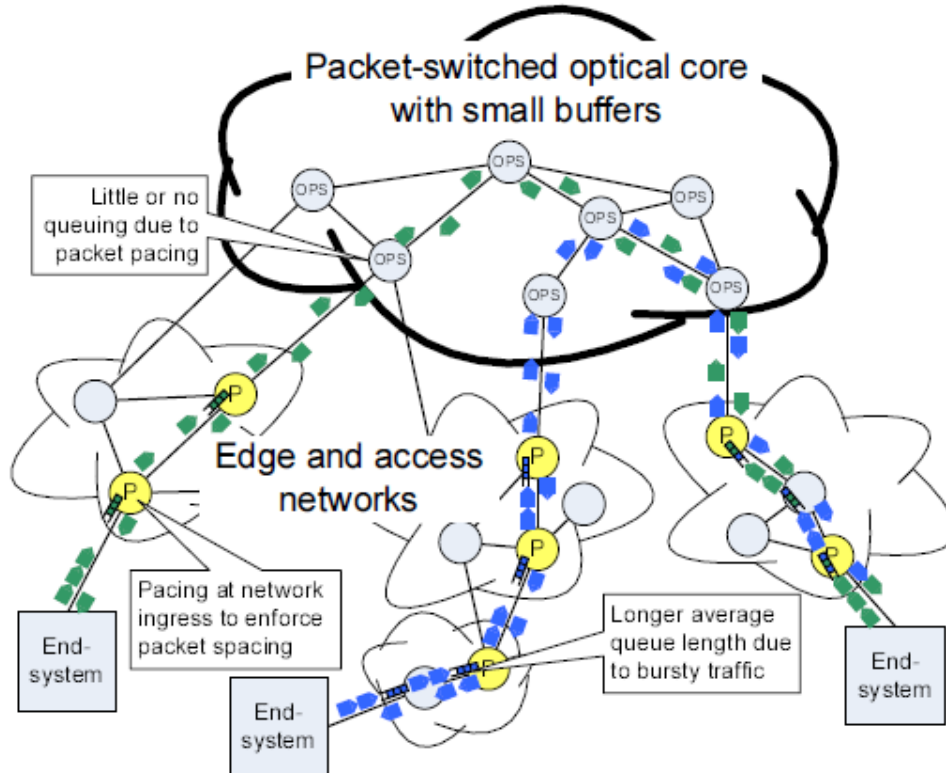 Packet-switched optical core
with small buffers
OPS
OPS
OPS
OPS
OPS
OPS
OPS
Little or no
queuing due to
packet pacing
P
P
P
P
P
P
P
Edge and access
networks
Pacing at network
ingress to enforce
packet spacing
Longer average
queue length due
to bursty traffic
End-
system
End-
system
End-
system